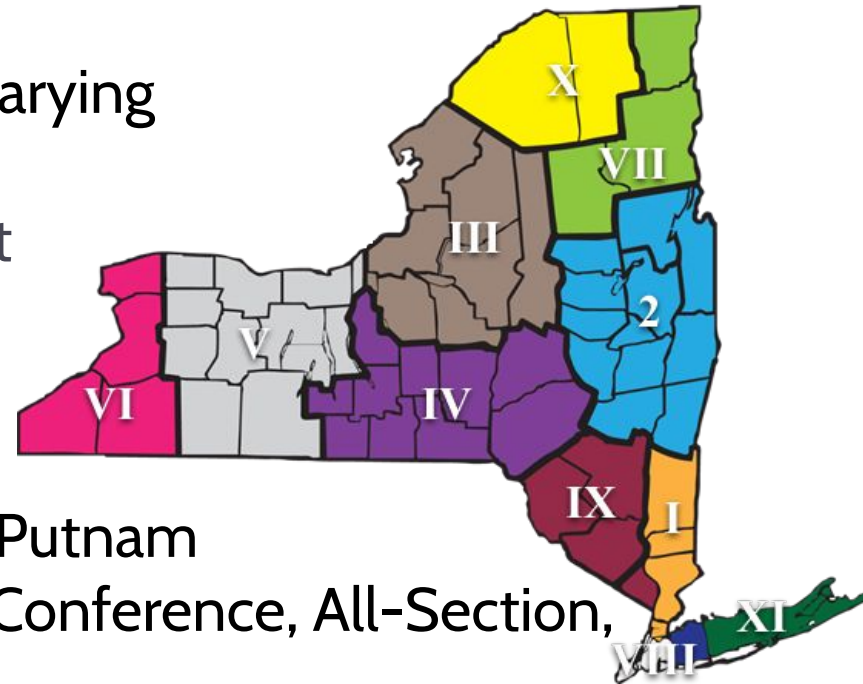 arying
t
Putnam
Conference, All-Section,
X
VII
III
2
V
VI
IV
IX
I
XI
VIII